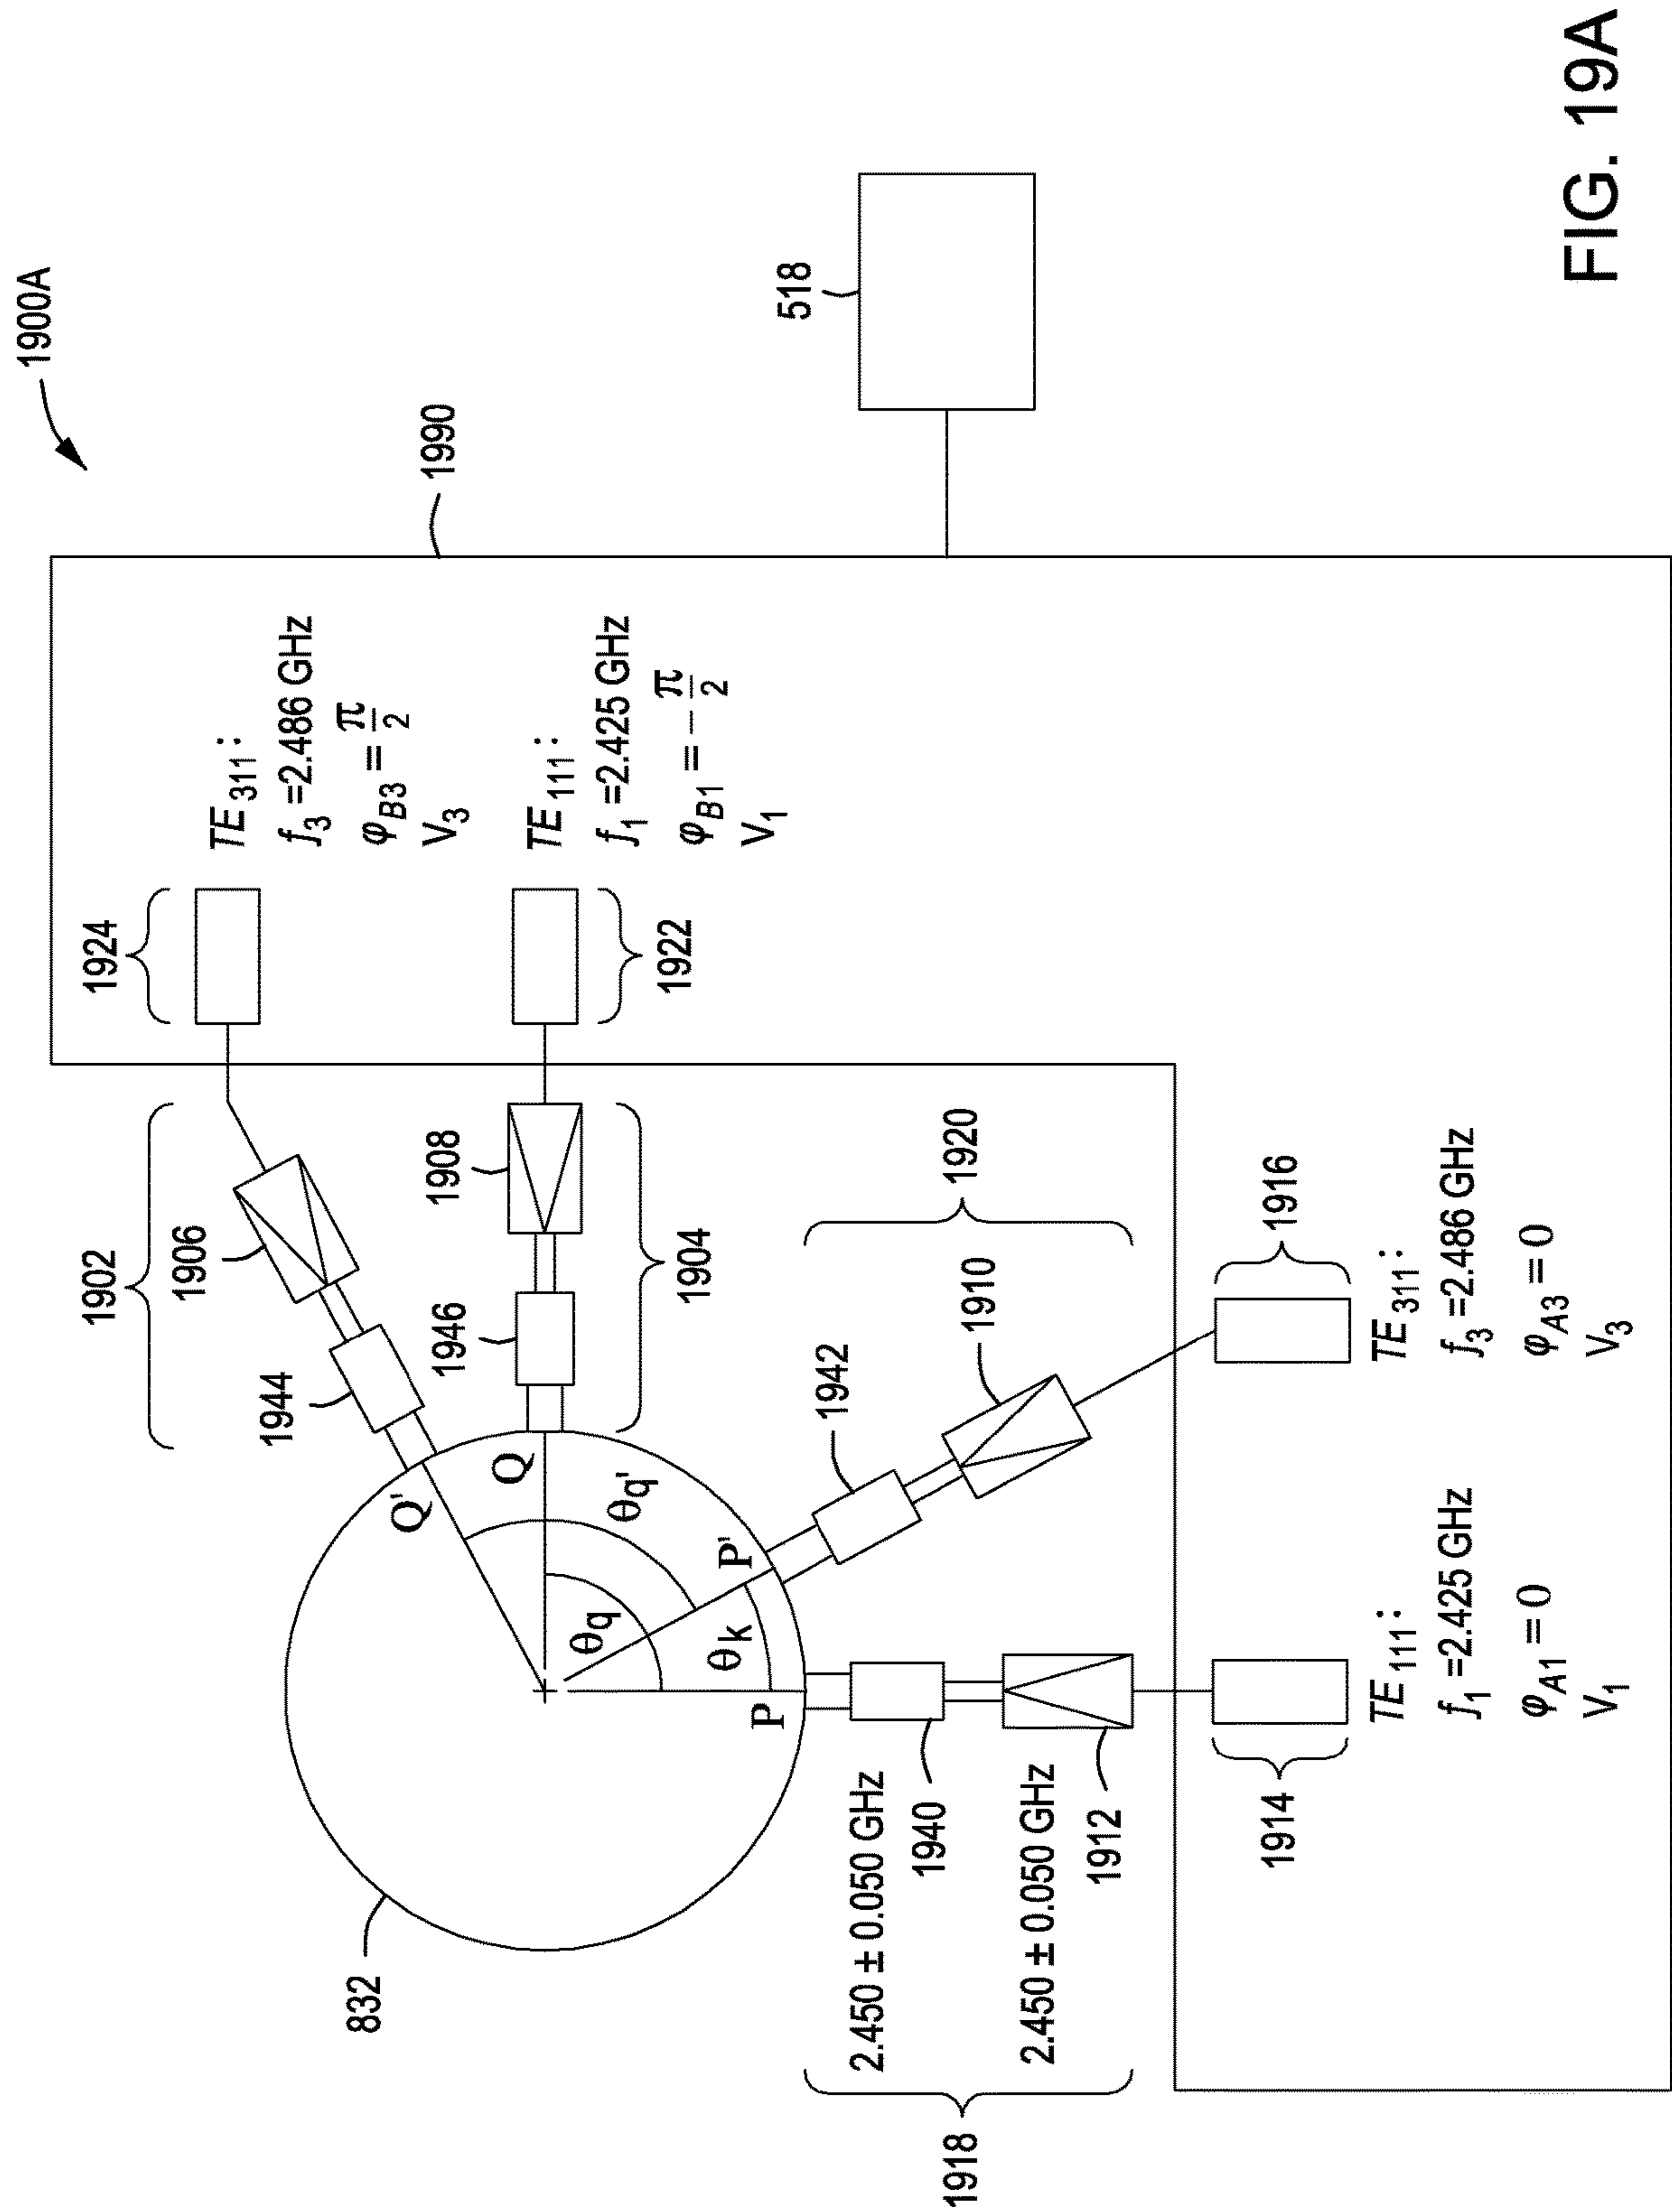 1900A
1990
518
1924
TE311:
f3=2.486 GHz
φB3 = π/2
V3
1922
TE111:
f1=2.425 GHz
φB1 = −π/2
V1
1902
1906
1944
1908
1946
1904
Q'
Q
θq'
θq
θk
P'
P
832
1920
1942
1910
1916
TE311:
f3=2.486 GHz
φA3 = 0
V3
2.450 ± 0.050 GHz
1940
2.450 ± 0.050 GHz
1912
1918
1914
TE111:
f1=2.425 GHz
φA1 = 0
V1
FIG. 19A